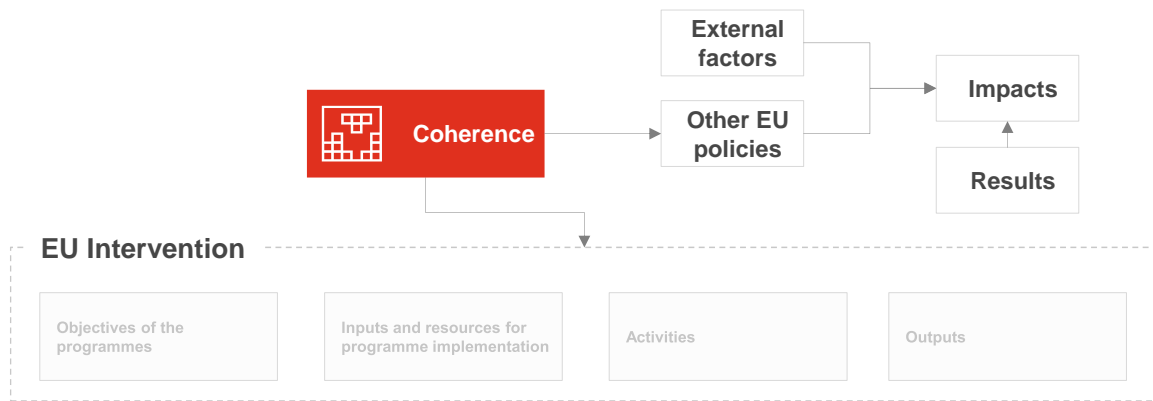 External
factors
Impacts
Coherence
Other EU
policies
Results
EU Intervention
Objectives of the
programmes
Inputs and resources for
programme implementation
Activities
Outputs